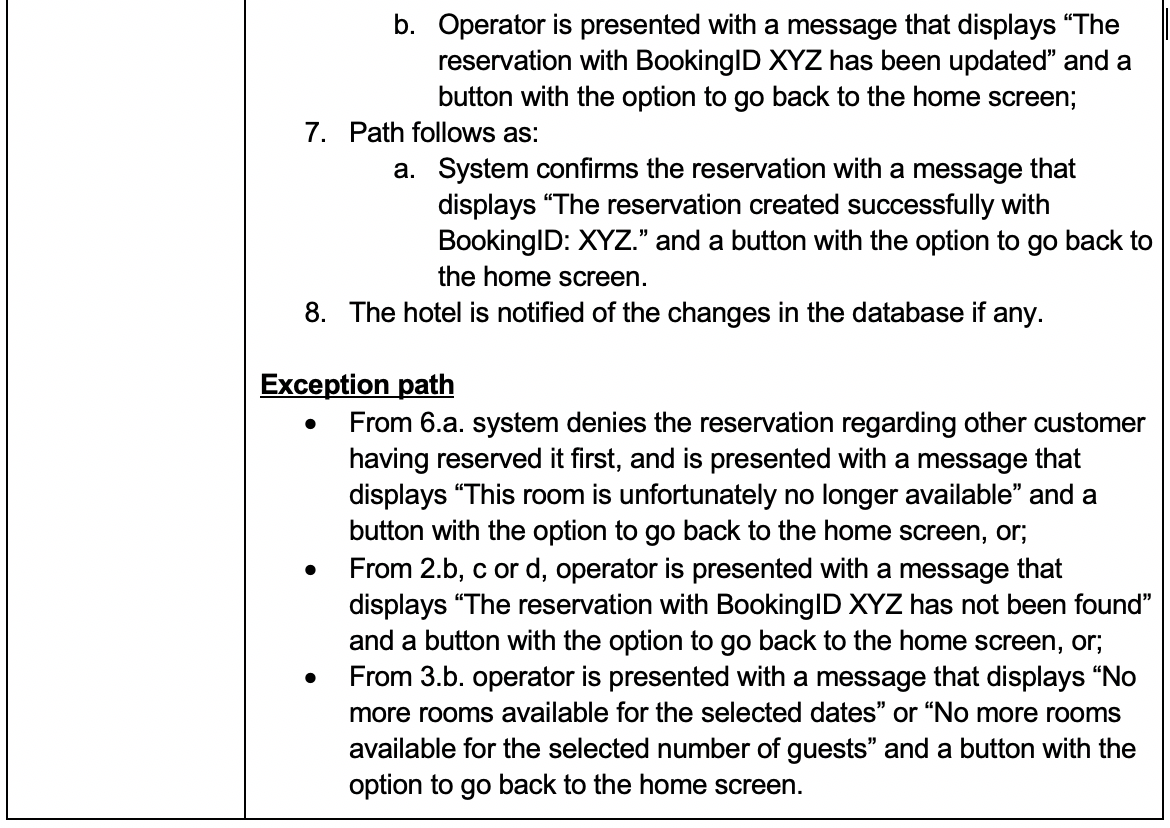 b. Operator is presented with a message that displays “The
reservation with BookingID XYZ has been updated” and a
button with the option to go back to the home screen;
7. Path follows as:
a. System confirms the reservation with a message that
displays “The reservation created successfully with
BookingID: XYZ.” and a button with the option to go back to
the home screen.
8. The hotel is notified of the changes in the database if any.
Exception path
• From 6.a. system denies the reservation regarding other customer
having reserved it first, and is presented with a message that
displays “This room is unfortunately no longer available” and a
button with the option to go back to the home screen, or;
• From 2.b, c or d, operator is presented with a message that
displays “The reservation with BookingID XYZ has not been found”
and a button with the option to go back to the home screen, or;
• From 3.b. operator is presented with a message that displays “No
more rooms available for the selected dates” or “No more rooms
available for the selected number of guests” and a button with the
option to go back to the home screen.